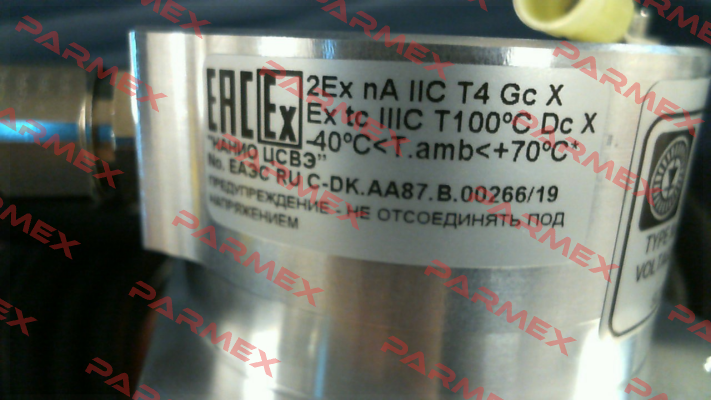 EAC Ex
2Ex nA IIC T4 Gc X
Ex tc IIIC T100°C Dc X
-40°C<T.amb<+70°C*
"НАНИО ЦСВЭ"
No. ЕАЭС RU C-DK.AA87.B.00266/19
ПРЕДУПРЕЖДЕНИЕ - НЕ ОТСОЕДИНЯТЬ ПОД
НАПРЯЖЕНИЕМ
TYPE
VOLTA
PARMEX